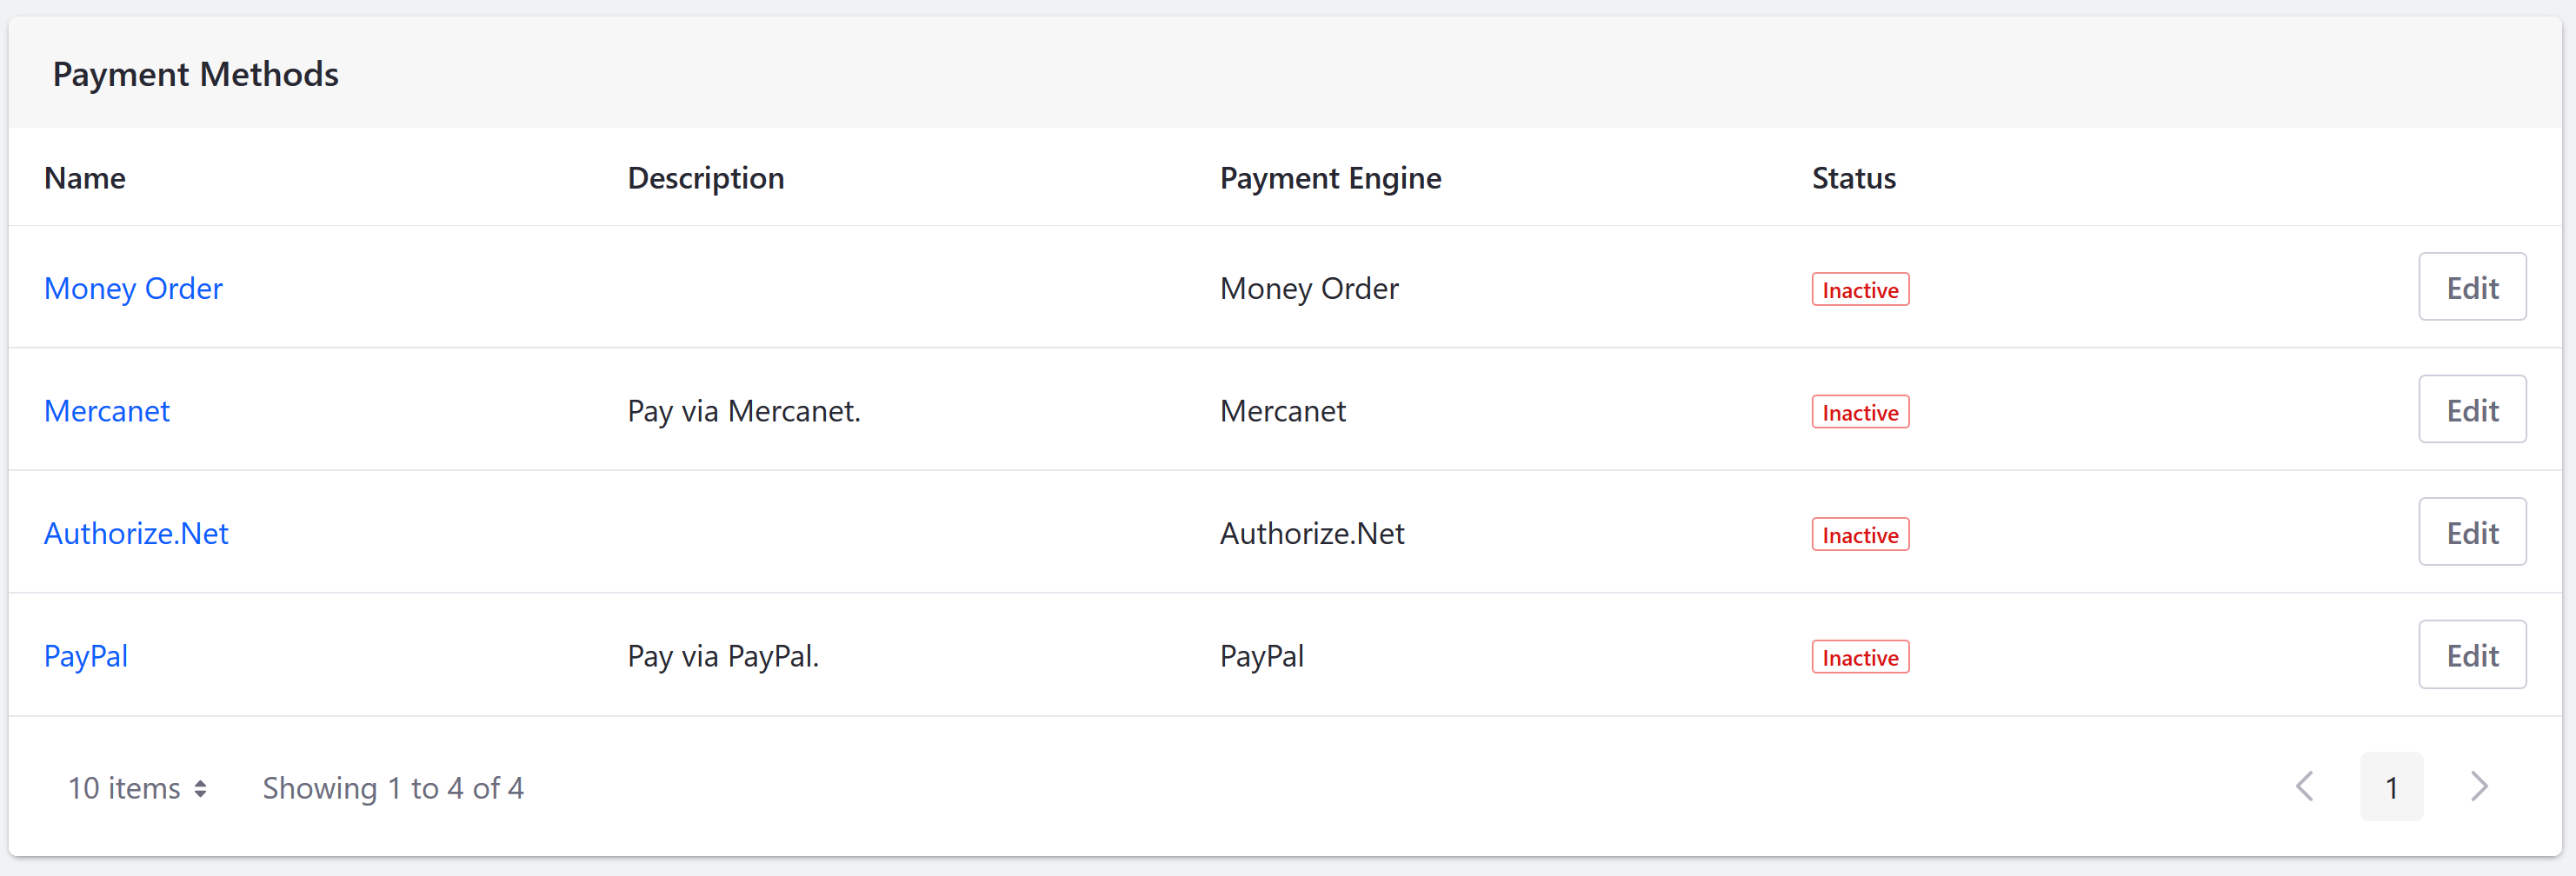 Payment Methods
Name Description Payment Engine Status
Money Order Money Order Inactive Edit
Mercanet Pay via Mercanet. Mercanet Inactive Edit
Authorize.Net Authorize.Net Inactive Edit
PayPal Pay via PayPal. PayPal Inactive Edit
10 items Showing 1 to 4 of 4 1